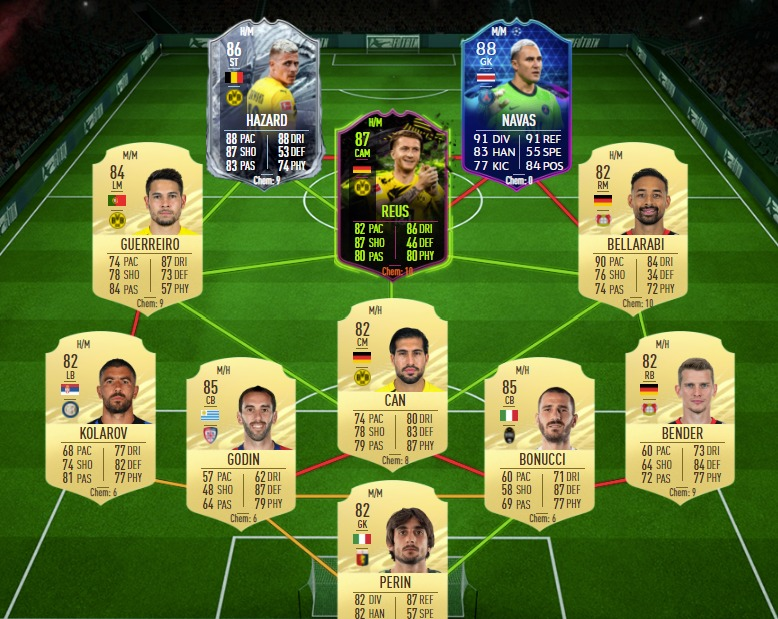 H/M
86
ST
HAZARD
88 PAC 88 DRI
87 SHO 53 DEF
83 PAS 74 PHY
Chem: 9
M/M
88
GK
NAVAS
91 DIV 91 REF
83 HAN 55 SPE
77 KIC 84 POS
Chem: 0
H/M
87
CAM
REUS
82 PAC 86 DRI
87 SHO 46 DEF
80 PAS 80 PHY
Chem: 10
M/M
84
LM
GUERREIRO
74 PAC 87 DRI
78 SHO 73 DEF
84 PAS 57 PHY
Chem: 9
H/M
82
RM
BELLARABI
90 PAC 84 DRI
76 SHO 34 DEF
74 PAS 72 PHY
Chem: 10
M/H
82
CM
CAN
74 PAC 80 DRI
78 SHO 83 DEF
79 PAS 87 PHY
Chem: 8
H/M
82
LB
KOLAROV
68 PAC 77 DRI
74 SHO 82 DEF
81 PAS 77 PHY
Chem: 6
M/H
85
CB
GODIN
57 PAC 62 DRI
48 SHO 87 DEF
64 PAS 79 PHY
Chem: 6
M/H
85
CB
BONUCCI
60 PAC 71 DRI
58 SHO 87 DEF
69 PAS 77 PHY
Chem: 6
M/H
82
RB
BENDER
60 PAC 73 DRI
64 SHO 84 DEF
72 PAS 77 PHY
Chem: 9
M/M
82
GK
PERIN
82 DIV 87 REF
82 HAN 57 SPE